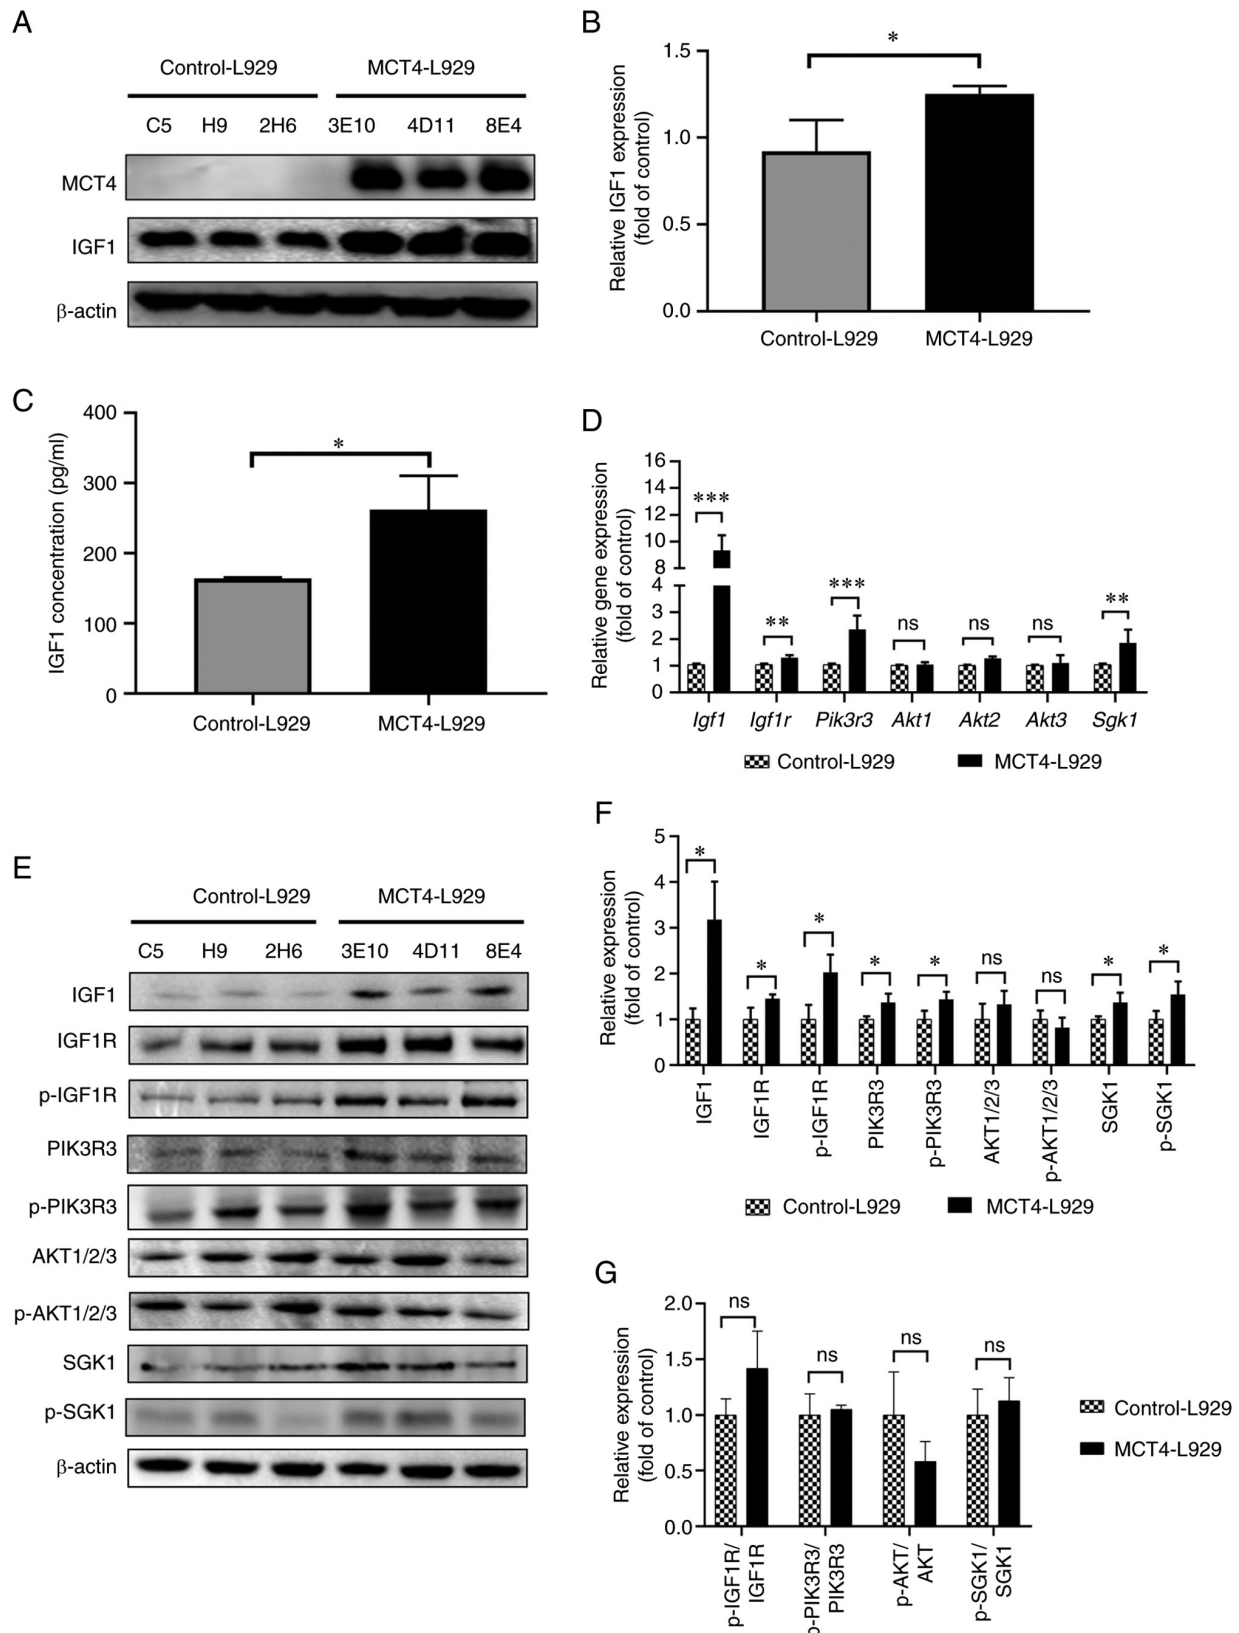 A
Control-L929 MCT4-L929
C5 H9 2H6 3E10 4D11 8E4
MCT4
IGF1
β-actin
B
*
Relative IGF1 expression
(fold of control)
1.5
1.0
0.5
0.0
Control-L929 MCT4-L929
C
*
IGF1 concentration (pg/ml)
400
300
200
100
0
Control-L929 MCT4-L929
D
Relative gene expression
(fold of control)
16
14
12
10
8
4
3
2
1
0
*** ** *** ns ns ns **
Igf1 Igf1r Pik3r3 Akt1 Akt2 Akt3 Sgk1
Control-L929 MCT4-L929
E
Control-L929 MCT4-L929
C5 H9 2H6 3E10 4D11 8E4
IGF1
IGF1R
p-IGF1R
PIK3R3
p-PIK3R3
AKT1/2/3
p-AKT1/2/3
SGK1
p-SGK1
β-actin
F
Relative expression
(fold of control)
5
4
3
2
1
0
* * * * * ns ns * *
IGF1
IGF1R
p-IGF1R
PIK3R3
p-PIK3R3
AKT1/2/3
p-AKT1/2/3
SGK1
p-SGK1
Control-L929 MCT4-L929
G
Relative expression
(fold of control)
2.0
1.5
1.0
0.5
0.0
ns ns ns ns
p-IGF1R/
IGF1R
p-PIK3R3/
PIK3R3
p-AKT/
AKT
p-SGK1/
SGK1
Control-L929
MCT4-L929